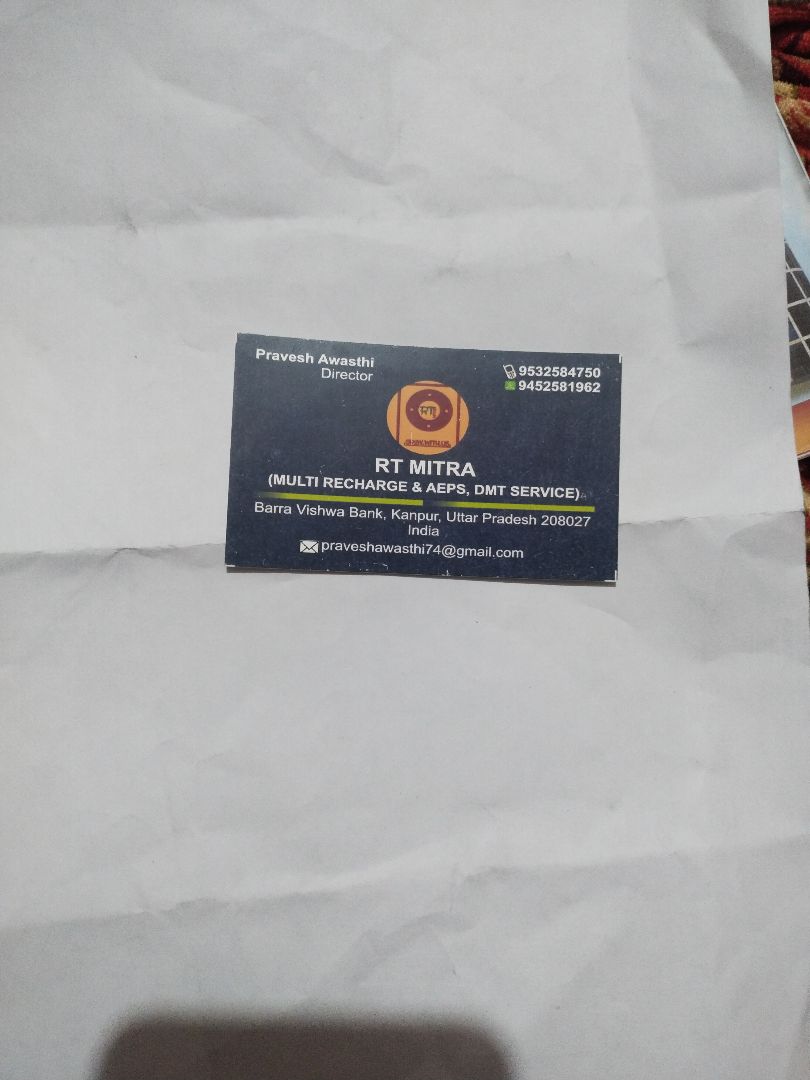 Pravesh Awasthi
Director
9532584750
9452581962
RT
RT MITRA
(MULTI RECHARGE & AEPS, DMT SERVICE)
Barra Vishwa Bank, Kanpur, Uttar Pradesh 208027
India
praveshawasthi74@gmail.com